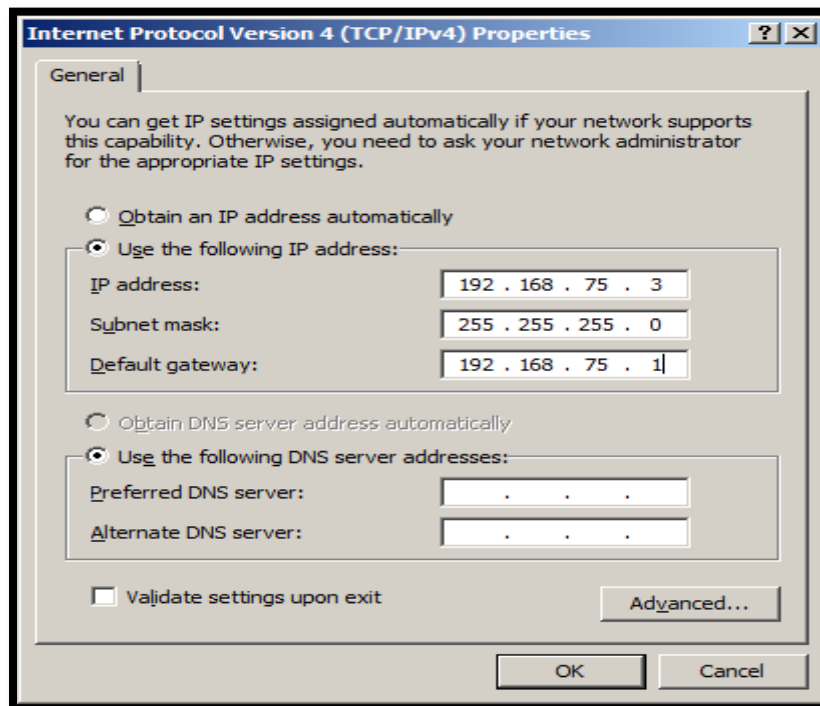 Internet Protocol Version 4 (TCP/IPv4) Properties
?
General
You can get IP settings assigned automatically if your network supports
this capability. Otherwise, you need to ask your network administrator
for the appropriate IP settings.
Obtain an IP address automatically
Use the following IP address:
IP address: 192 . 168 . 75 . 3
Subnet mask: 255 . 255 . 255 . 0
Default gateway: 192 . 168 . 75 . 1
Obtain DNS server address automatically
Use the following DNS server addresses:
Preferred DNS server: . . .
Alternate DNS server: . . .
Validate settings upon exit
Advanced...
OK Cancel